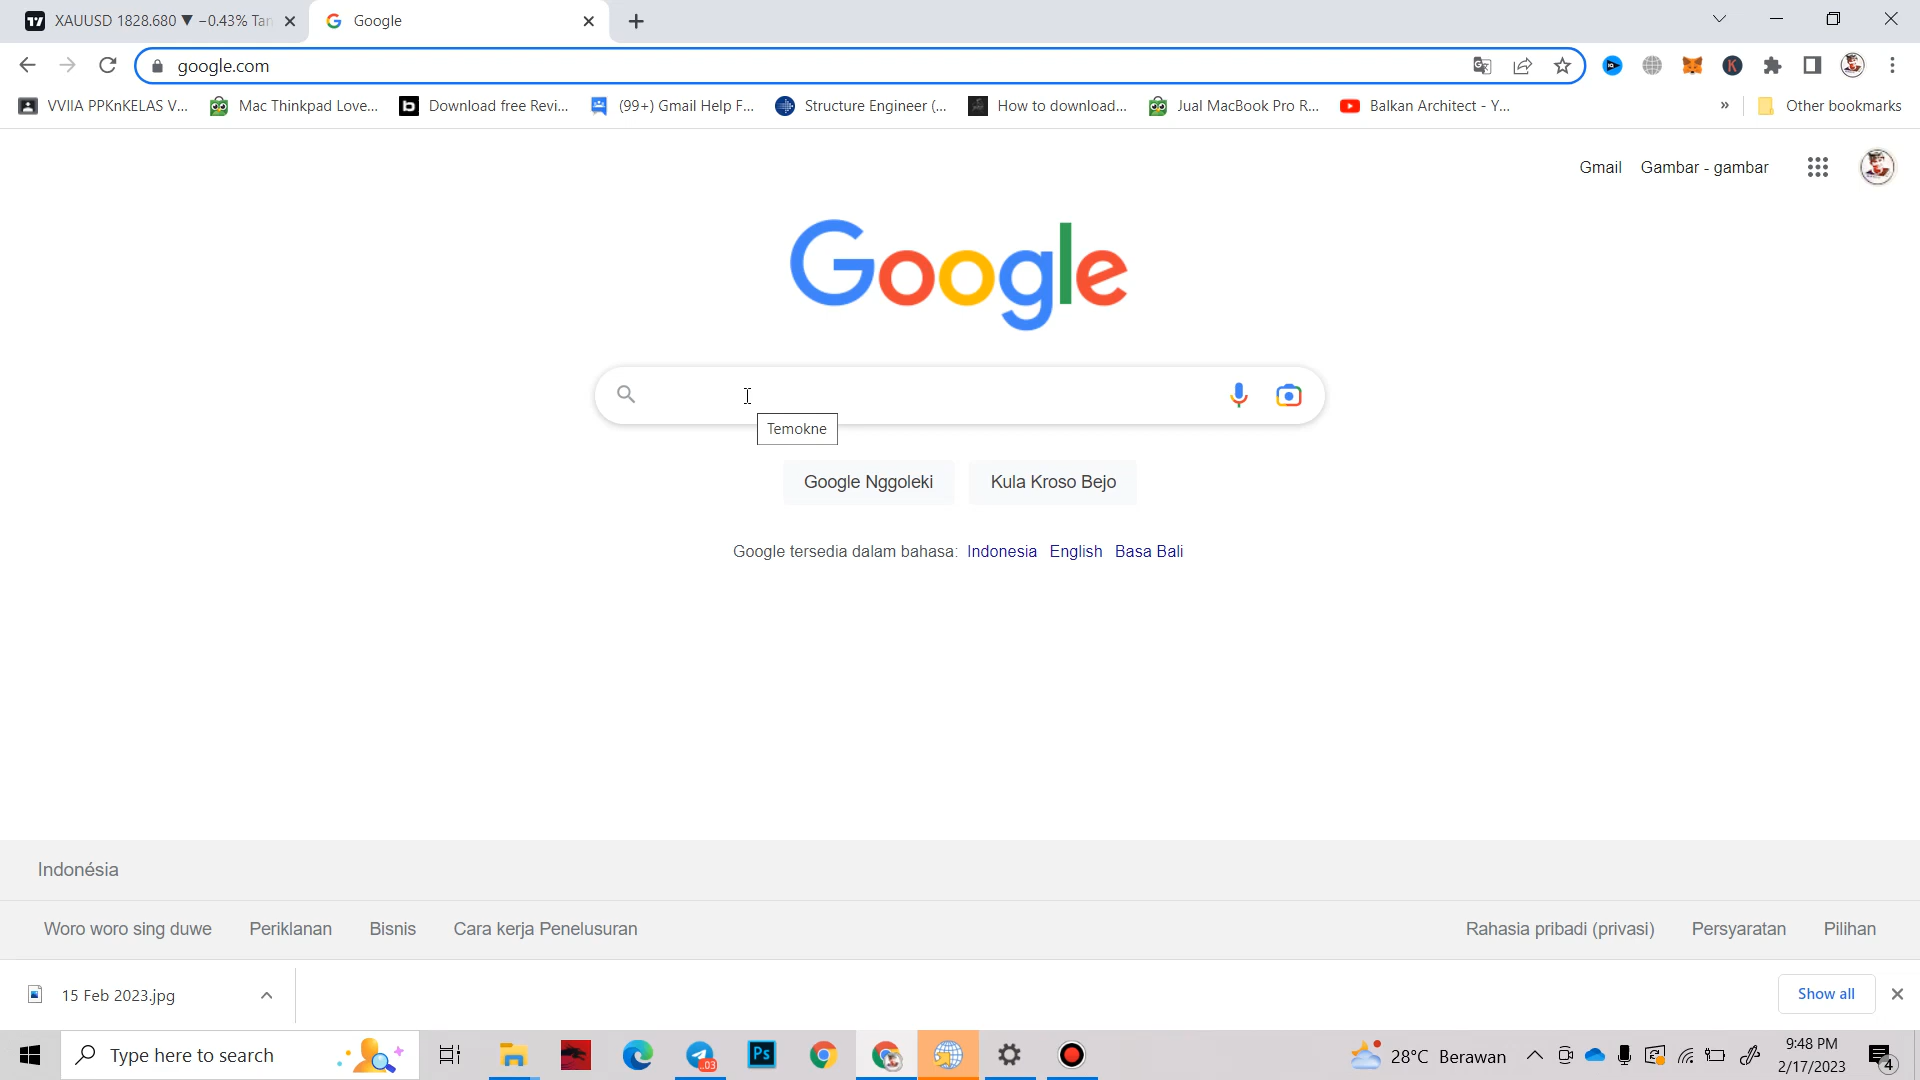 XAUUSD 1828.680 ▼ −0.43% Tan
Google
google.com
VVIIA PPKnKELAS V...
Mac Thinkpad Love...
Download free Revi...
(99+) Gmail Help F...
Structure Engineer (...
How to download...
Jual MacBook Pro R...
Balkan Architect - Y...
»
Other bookmarks
Gmail
Gambar - gambar
Google
Temokne
Google Nggoleki
Kula Kroso Bejo
Google tersedia dalam bahasa: Indonesia English Basa Bali
Indonésia
Woro woro sing duwe
Periklanan
Bisnis
Cara kerja Penelusuran
Rahasia pribadi (privasi)
Persyaratan
Pilihan
15 Feb 2023.jpg
Show all
Type here to search
Ps
28°C Berawan
9:48 PM
2/17/2023
4